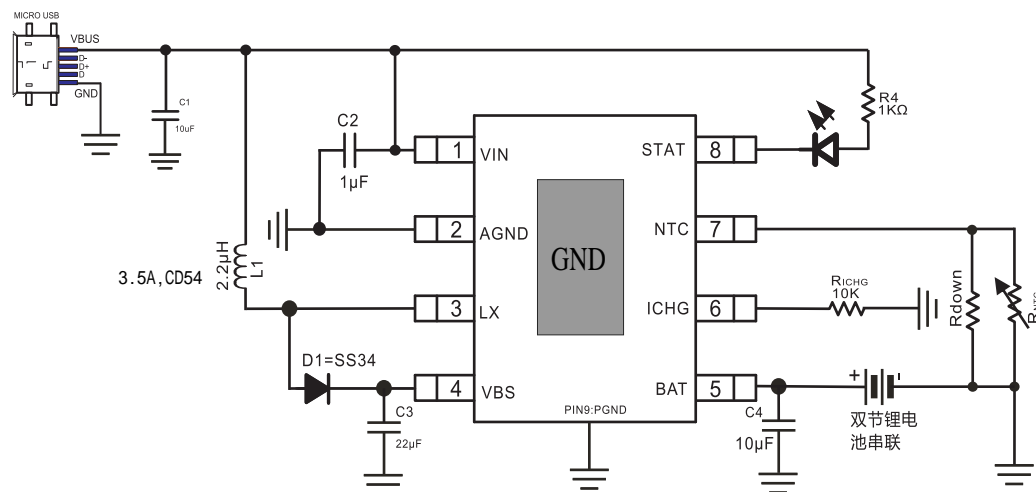 MICRO USB
VBUS
D-
D+
D
GND
C1
10uF
C2
1μF
R4
1KΩ
1
VIN
STAT
8
2
AGND
NTC
7
GND
3.5A,CD54
2.2μH
L1
3
LX
ICHG
6
RICHG
10K
Rdown
RNTC
D1=SS34
4
VBS
BAT
5
PIN9:PGND
C3
22μF
C4
10μF
+
-
双节锂电
池串联